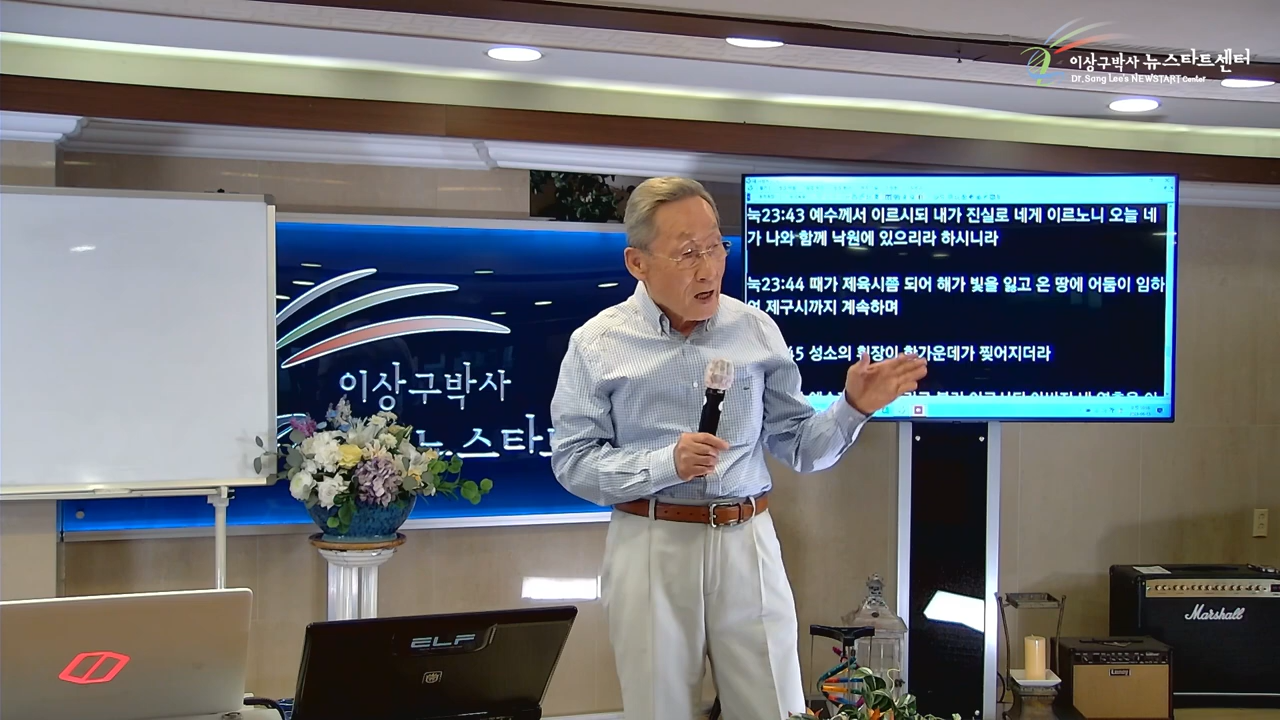 이상구박사 뉴스타트센터
Dr. Sang Lee's NEWSTART Center
눅23:43 예수께서 이르시되 내가 진실로 네게 이르노니 오늘 네
가 나와 함께 낙원에 있으리라 하시니라
눅23:44 때가 제육시쯤 되어 해가 빛을 잃고 온 땅에 어둠이 임하
여 제구시까지 계속하며
45 성소의 휘장이 한가운데가 찢어지더라
이상구박사
뉴스타트
ELF
Marshall
Laney